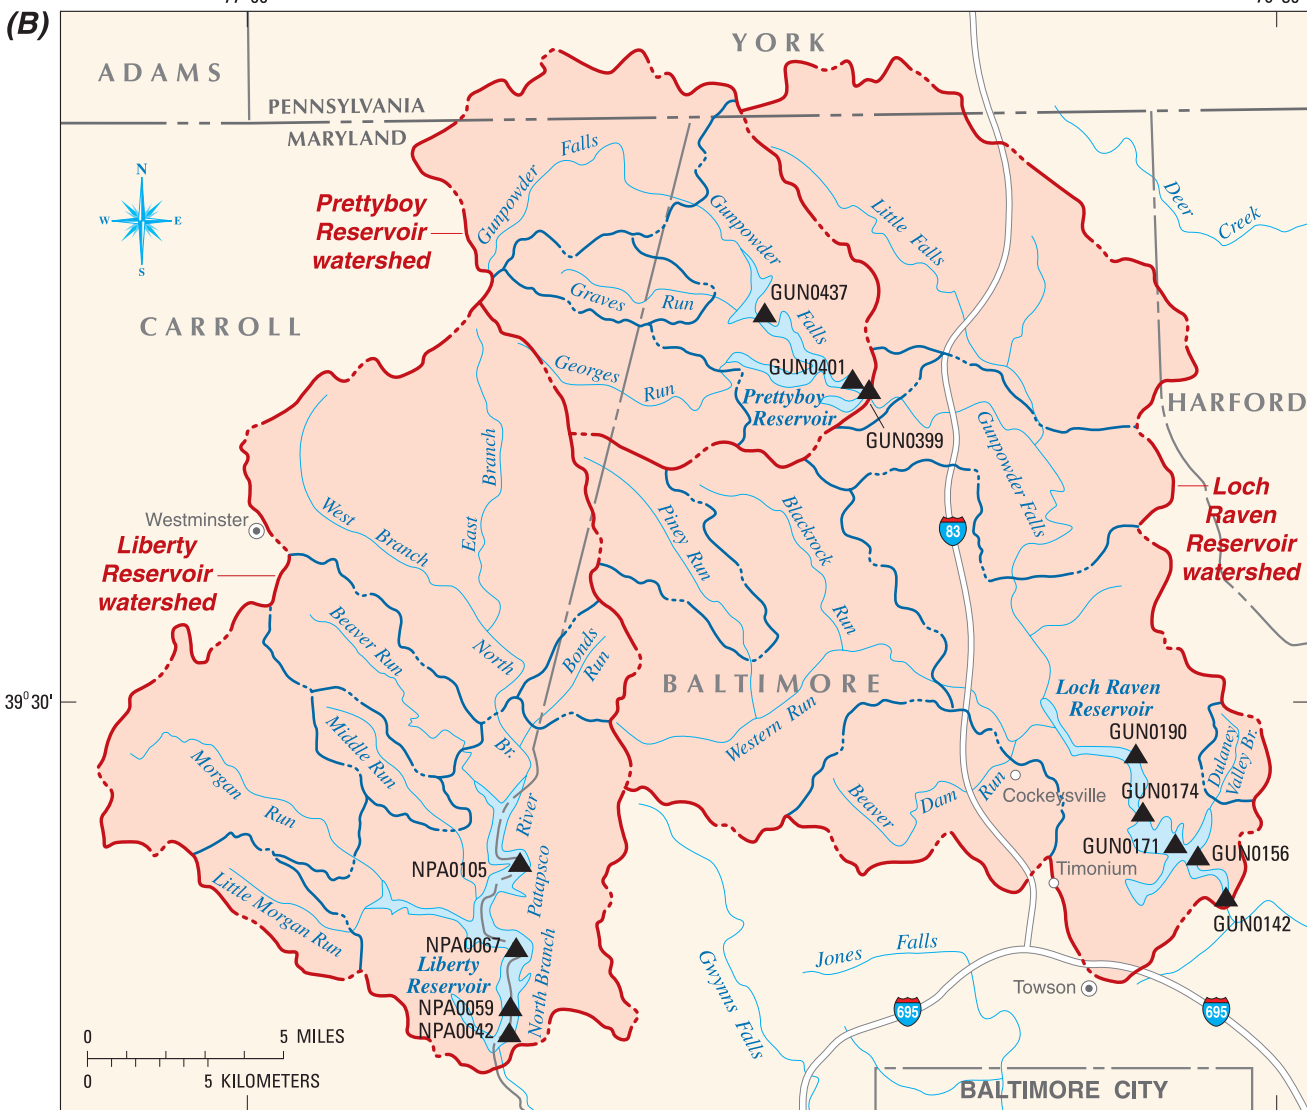 (B)
YORK
ADAMS
PENNSYLVANIA
MARYLAND
N
W
E
S
Prettyboy
Reservoir
watershed
Gunpowder
Falls
Gunpowder
Falls
Little Falls
Deer
Creek
CARROLL
Graves
Run
GUN0437
Georges
Run
GUN0401
Prettyboy
Reservoir
GUN0399
HARFORD
Gunpowder Falls
Loch
Raven
Reservoir
watershed
83
Westminster
Liberty
Reservoir
watershed
West
Branch
East
Branch
Piney Run
Blackrock
Run
Beaver Run
North
Br.
Bonds
Run
BALTIMORE
39⁰ 30'
Western Run
Loch Raven
Reservoir
GUN0190
Dulaney
Valley Br.
Middle Run
Morgan
Run
Beaver
Dam
Run
Cockeysville
GUN0174
GUN0171
GUN0156
Timonium
GUN0142
River
Patapsco
North Branch
NPA0105
Little Morgan Run
NPA0067
Liberty
Reservoir
NPA0059
NPA0042
Gwynns Falls
Jones
Falls
Towson
695
695
0
5 MILES
0
5 KILOMETERS
BALTIMORE CITY